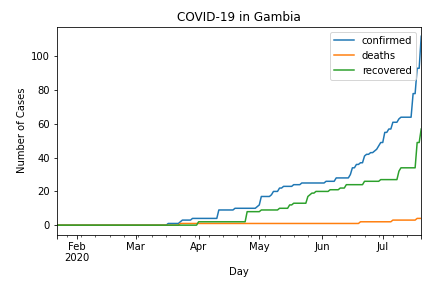 COVID-19 in Gambia
confirmed
deaths
recovered
Number of Cases
100
80
60
40
20
0
Feb Mar Apr May Jun Jul
2020
Day